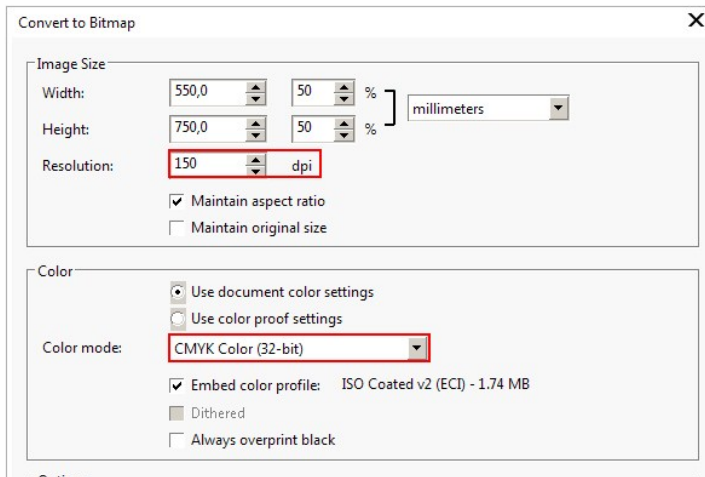 Convert to Bitmap
Image Size
Width: 550,0 50 %
Height: 750,0 50 % millimeters
Resolution: 150 dpi
Maintain aspect ratio
Maintain original size
Color
Use document color settings
Use color proof settings
Color mode: CMYK Color (32-bit)
Embed color profile: ISO Coated v2 (ECI) - 1.74 MB
Dithered
Always overprint black